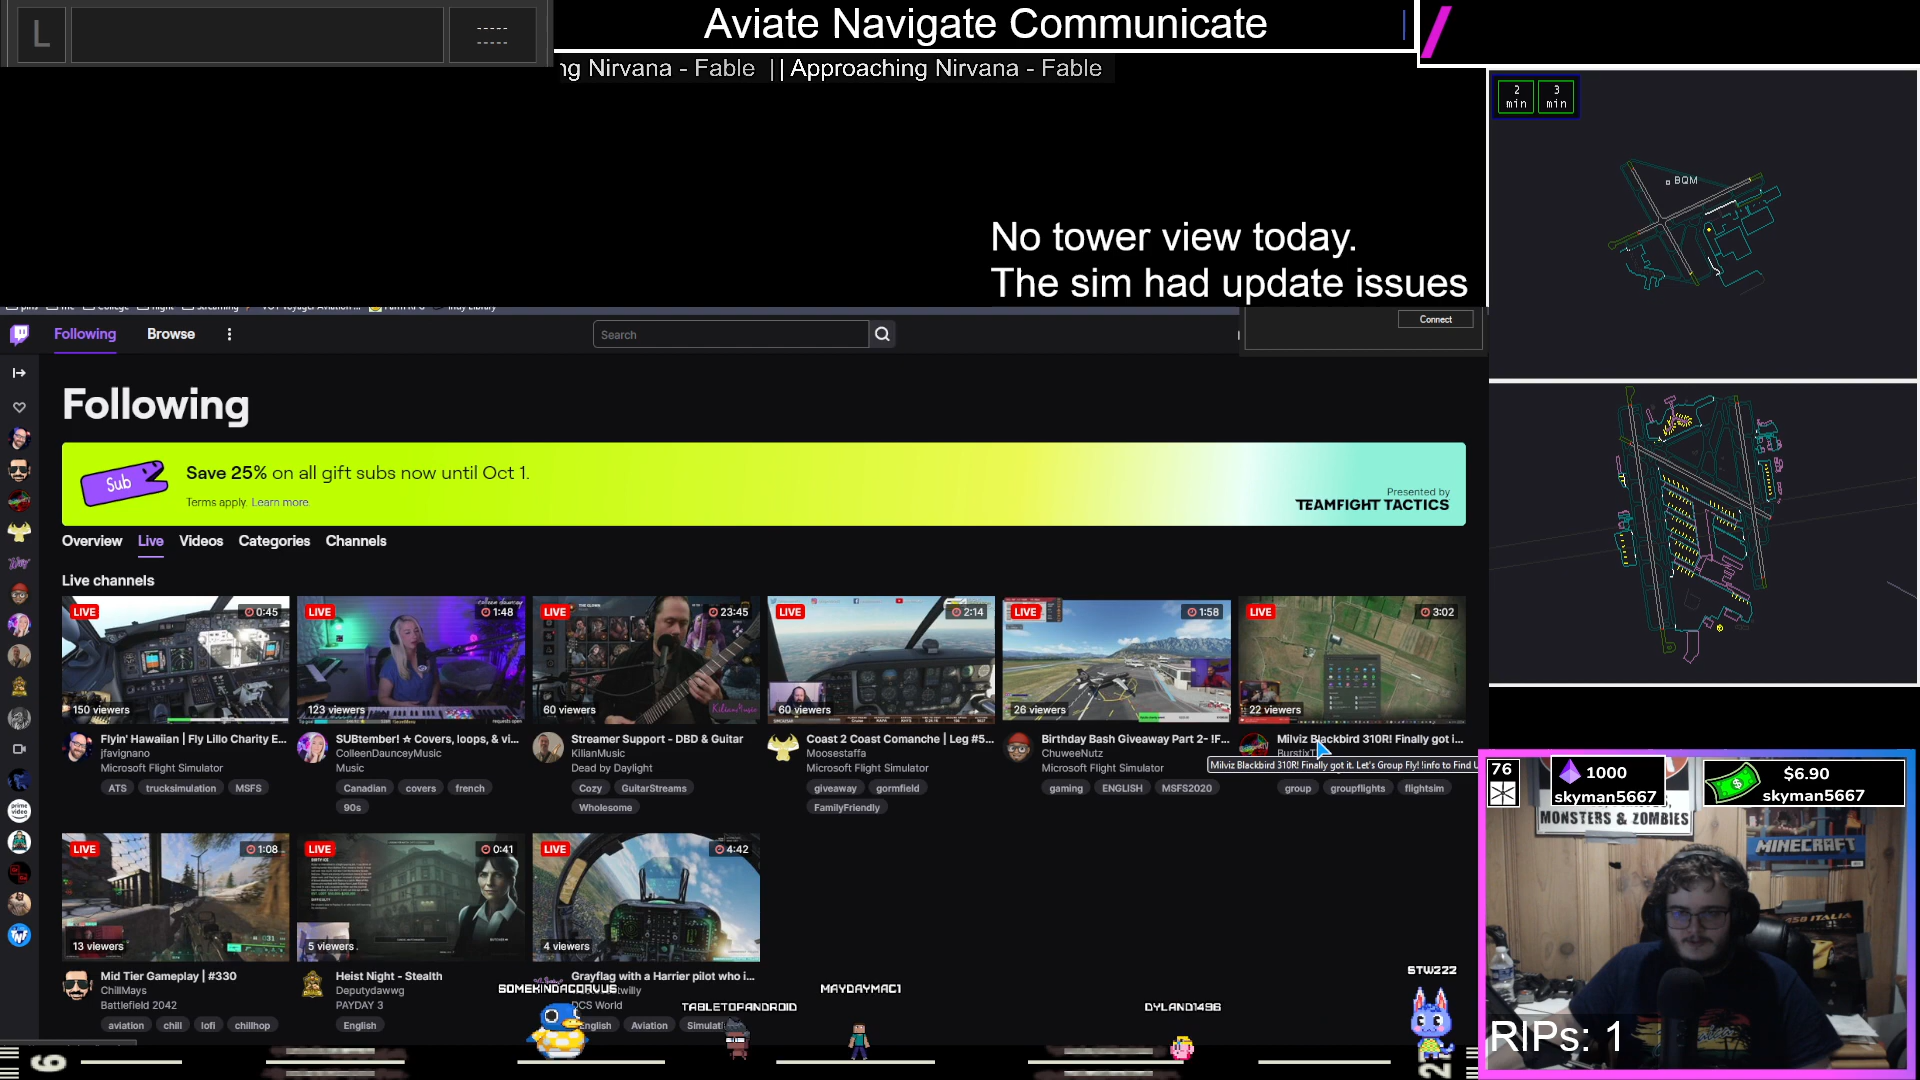 L
-----
-----
Aviate Navigate Communicate
ng Nirvana - Fable || Approaching Nirvana - Fable
2 min
3 min
BQM
No tower view today.
The sim had update issues
Following
Browse
Search
Connect
Following
Sub
Save 25% on all gift subs now until Oct 1.
Terms apply. Learn more
Presented by
TEAMFIGHT TACTICS
Overview Live Videos Categories Channels
Live channels
LIVE 0:45
150 viewers
Flyin' Hawaiian | Fly Lillo Charity E...
jfavignano
Microsoft Flight Simulator
ATS trucksimulation MSFS
LIVE 1:48
123 viewers
SUBtember! ☆ Covers, loops, & vi...
ColleenDaunceyMusic
Music
Canadian covers french
90s
LIVE 23:45
60 viewers
Streamer Support - DBD & Guitar
KilianMusic
Dead by Daylight
Cozy GuitarStreams
Wholesome
LIVE 2:14
60 viewers
Coast 2 Coast Comanche | Leg #5...
Moosestaffa
Microsoft Flight Simulator
giveaway gormfield
FamilyFriendly
LIVE 1:58
26 viewers
Birthday Bash Giveaway Part 2- !F...
ChuweeNutz
Microsoft Flight Simulator
gaming ENGLISH MSFS2020
LIVE 3:02
22 viewers
Milviz Blackbird 310R! Finally got i...
Milviz Blackbird 310R! Finally got it. Let's Group Fly! !info to Find
group groupflights flightsim
LIVE 1:08
13 viewers
Mid Tier Gameplay | #330
ChillMays
Battlefield 2042
aviation chill lofi chillhop
LIVE 0:41
5 viewers
Heist Night - Stealth
Deputydawwg
PAYDAY 3
English
LIVE 4:42
4 viewers
Grayflag with a Harrier pilot who i...
DCS World
English Aviation
SOMEKINDACORVUS
TABLETOPANDROID
MAYDAYMAC1
DYLAND1496
STW222
76
1000
skyman5667
$6.90
skyman5667
MONSTERS & ZOMBIES
MINECRAFT
458 ITALIA
RIPs: 1
6